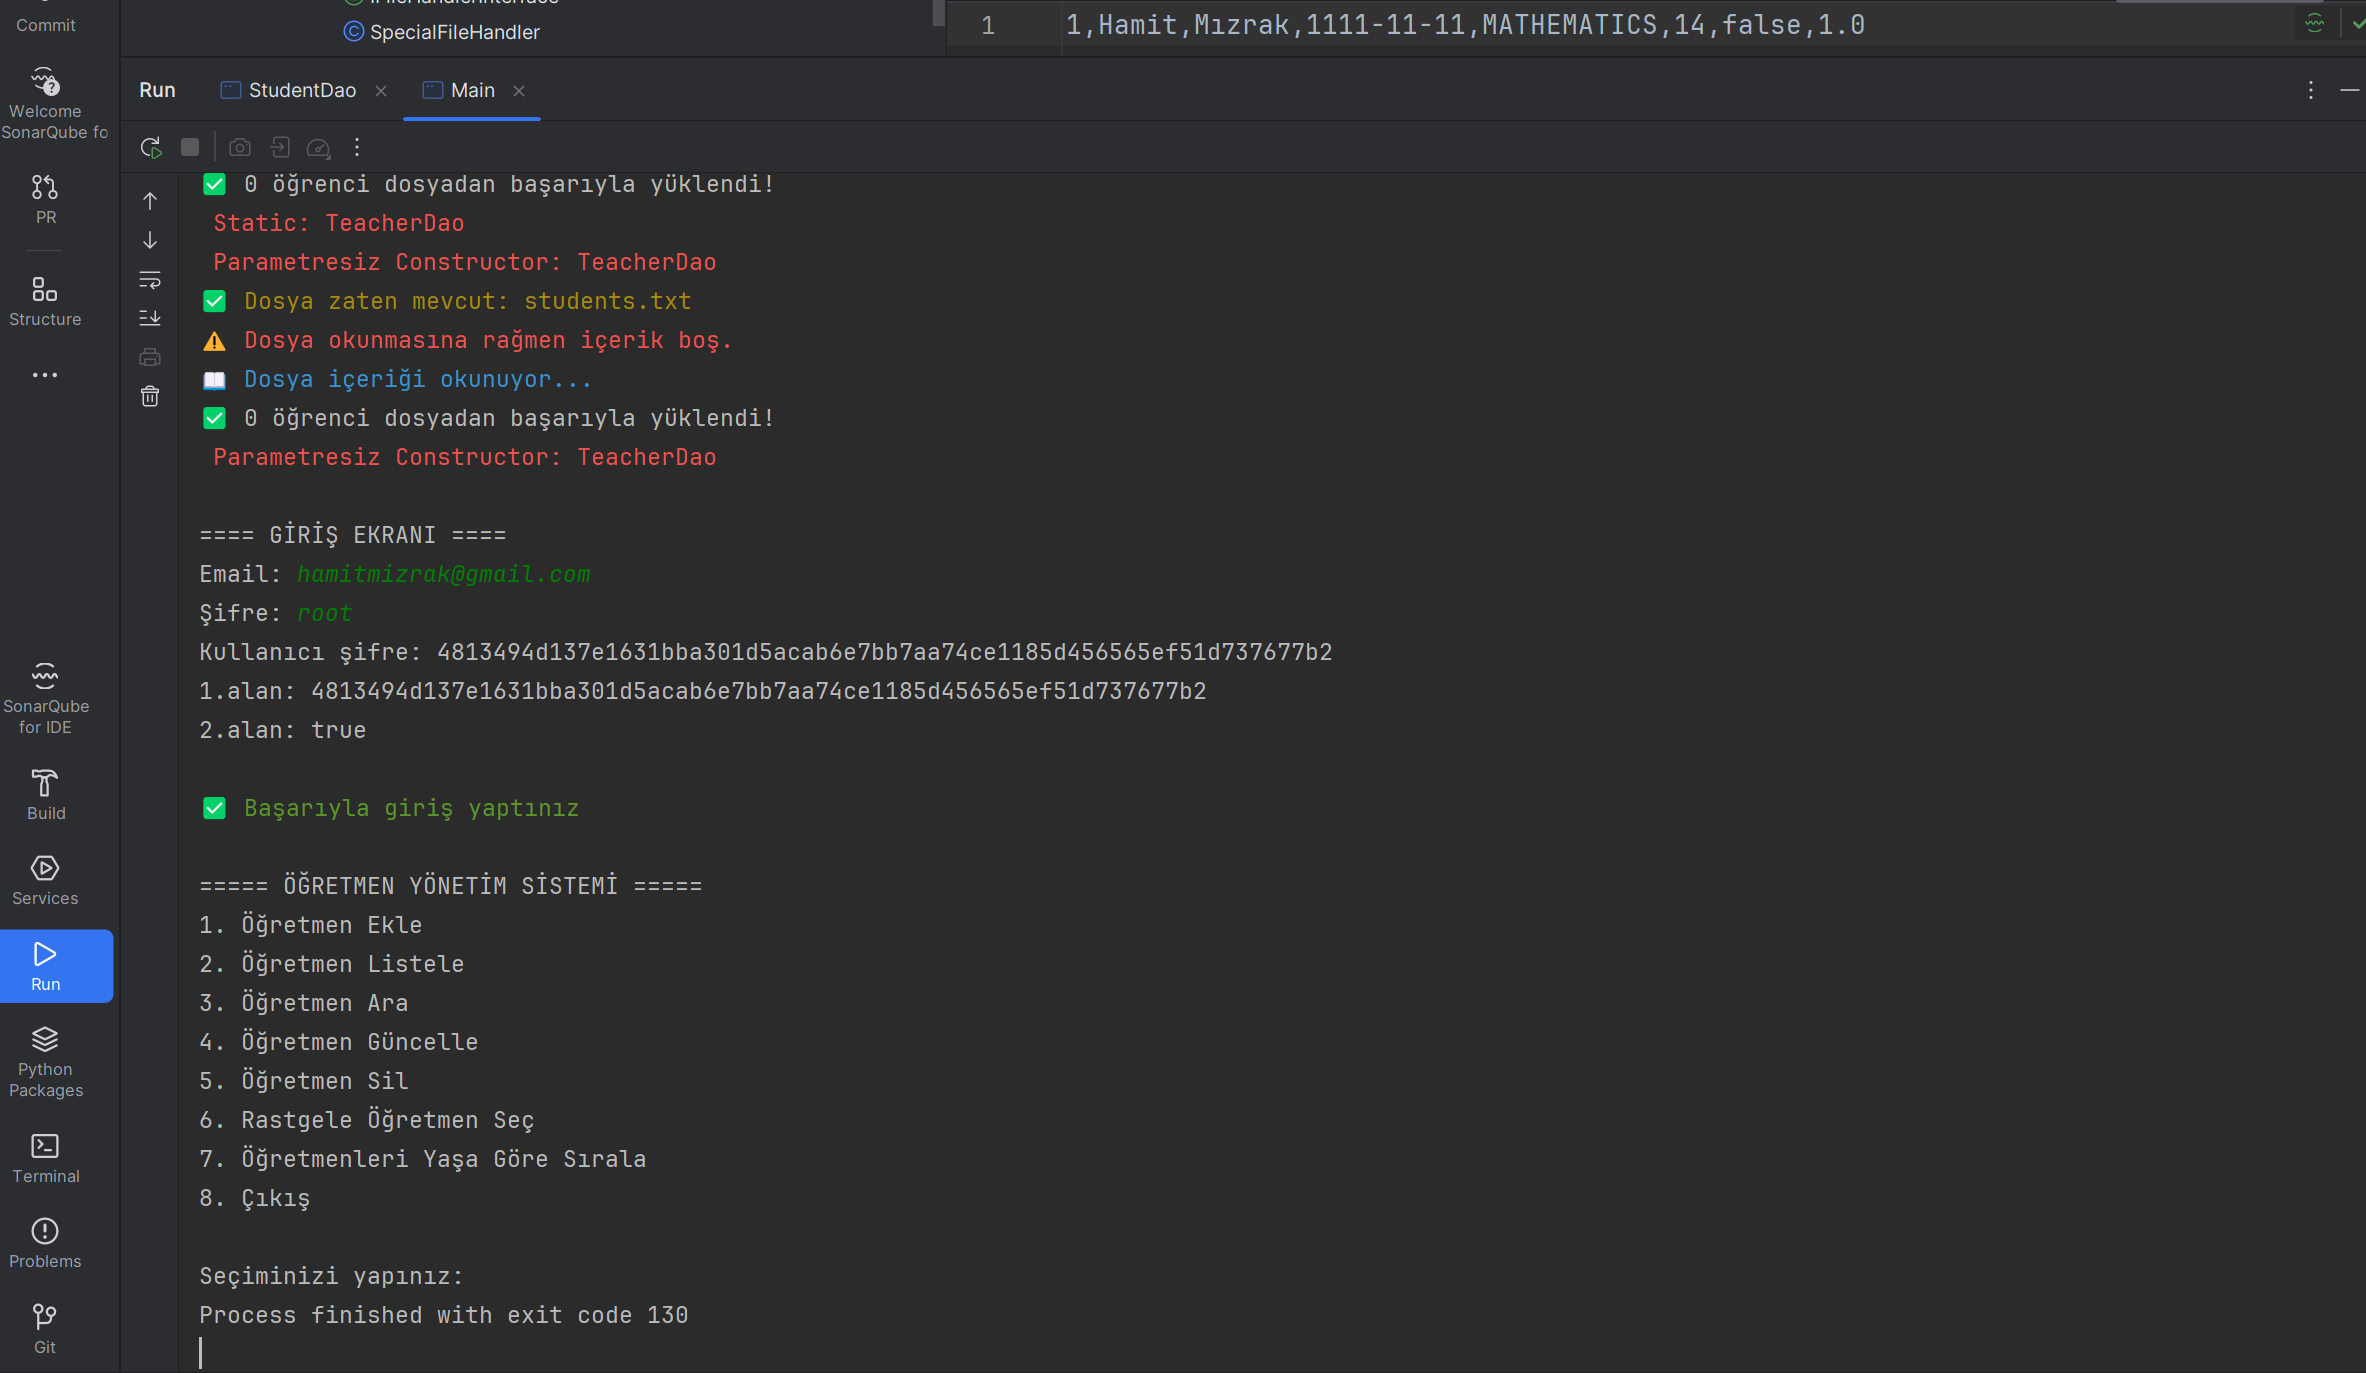 Commit
Welcome
SonarQube fo
PR
Structure
SonarQube
for IDE
Build
Services
Run
Python
Packages
Terminal
Problems
Git
SpecialFileHandler
1 1,Hamit,Mızrak,1111-11-11,MATHEMATICS,14,false,1.0
Run StudentDao Main
0 öğrenci dosyadan başarıyla yüklendi!
Static: TeacherDao
Parametresiz Constructor: TeacherDao
Dosya zaten mevcut: students.txt
Dosya okunmasına rağmen içerik boş.
Dosya içeriği okunuyor...
0 öğrenci dosyadan başarıyla yüklendi!
Parametresiz Constructor: TeacherDao
==== GİRİŞ EKRANI ====
Email: hamitmizrak@gmail.com
Şifre: root
Kullanıcı şifre: 4813494d137e1631bba301d5acab6e7bb7aa74ce1185d456565ef51d737677b2
1.alan: 4813494d137e1631bba301d5acab6e7bb7aa74ce1185d456565ef51d737677b2
2.alan: true
Başarıyla giriş yaptınız
===== ÖĞRETMEN YÖNETİM SİSTEMİ =====
1. Öğretmen Ekle
2. Öğretmen Listele
3. Öğretmen Ara
4. Öğretmen Güncelle
5. Öğretmen Sil
6. Rastgele Öğretmen Seç
7. Öğretmenleri Yaşa Göre Sırala
8. Çıkış
Seçiminizi yapınız:
Process finished with exit code 130